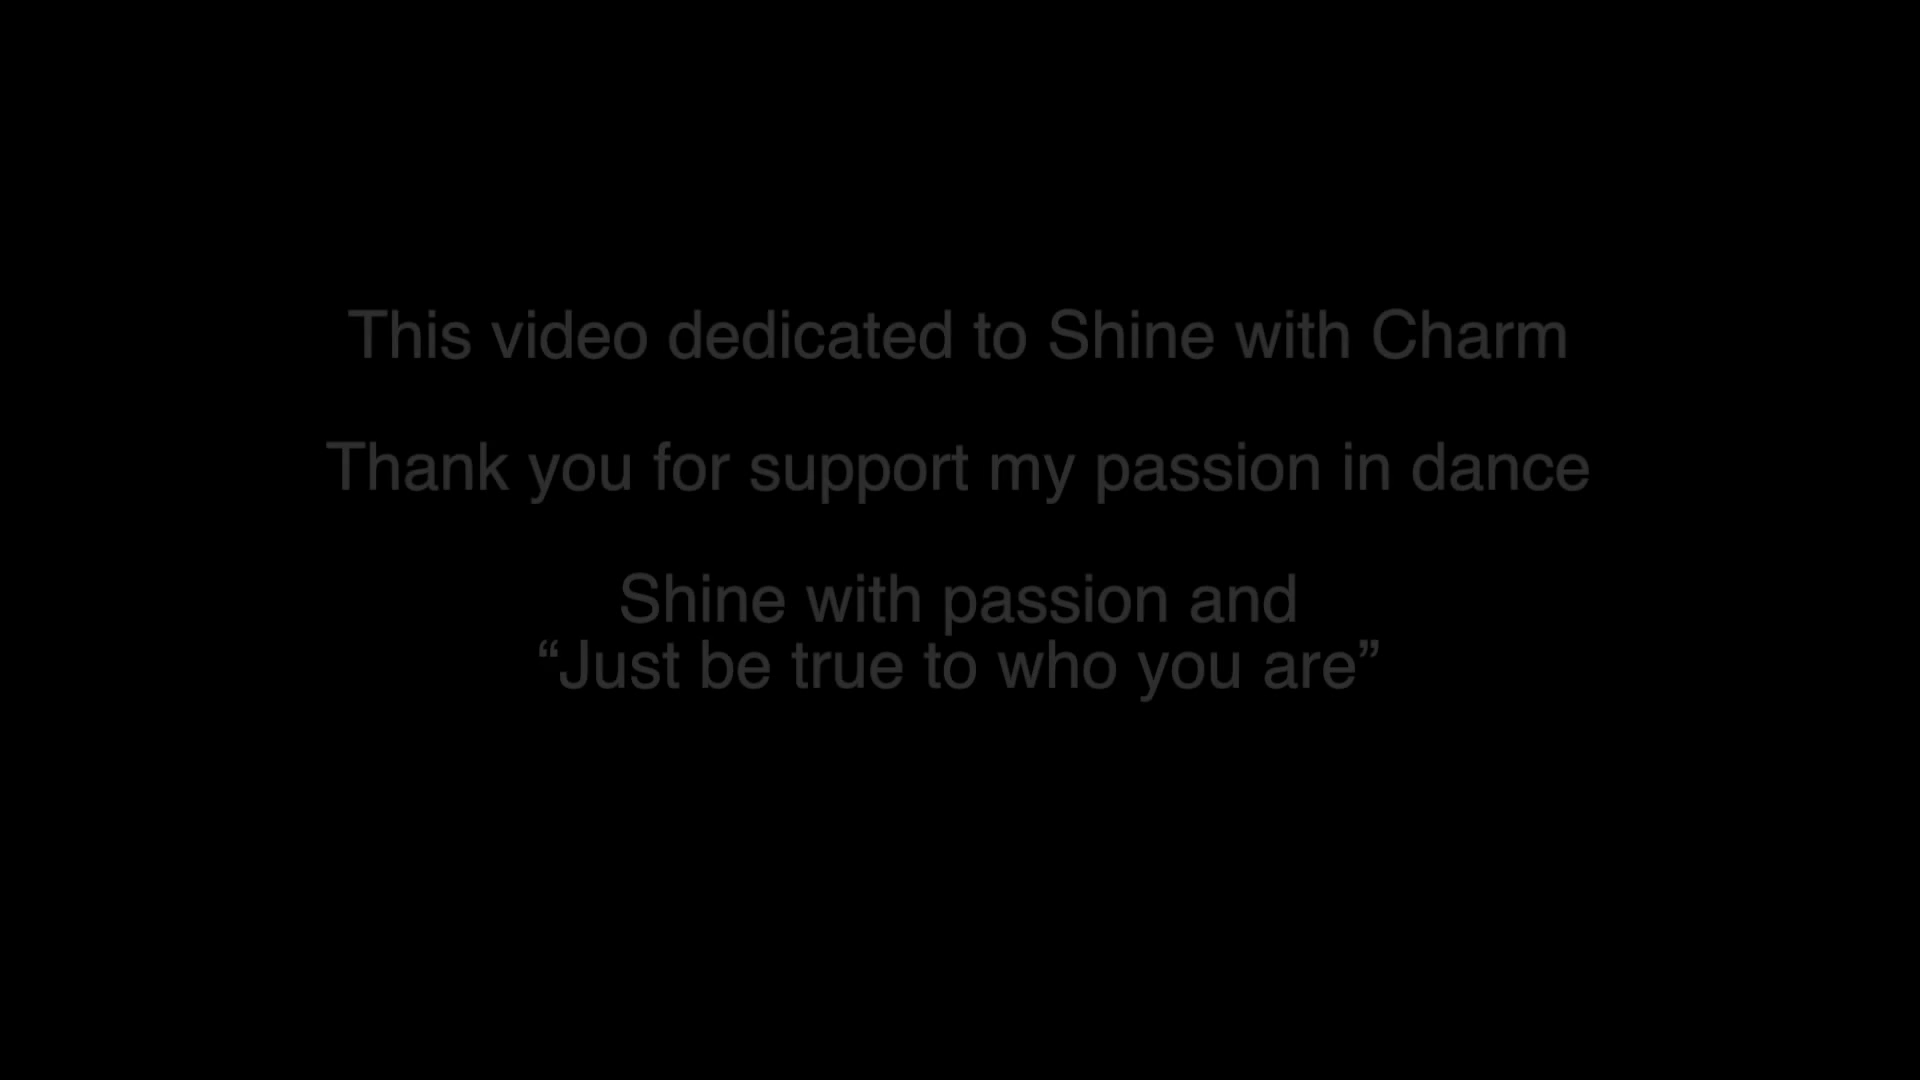 This video dedicated to Shine with Charm
Thank you for support my passion in dance
Shine with passion and
“Just be true to who you are”